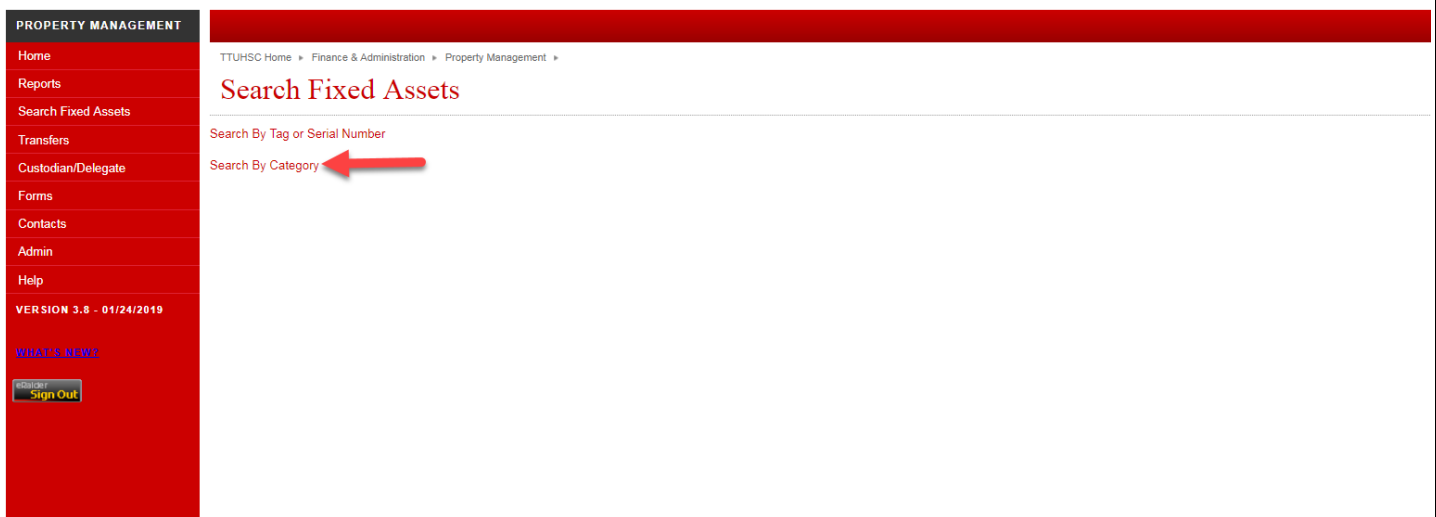 PROPERTY MANAGEMENT
Home
Reports
Search Fixed Assets
Transfers
Custodian/Delegate
Forms
Contacts
Admin
Help
VERSION 3.8 - 01/24/2019
WHAT'S NEW?
eRaider
Sign Out
TTUHSC Home ▸ Finance & Administration ▸ Property Management ▸
Search Fixed Assets
Search By Tag or Serial Number
Search By Category